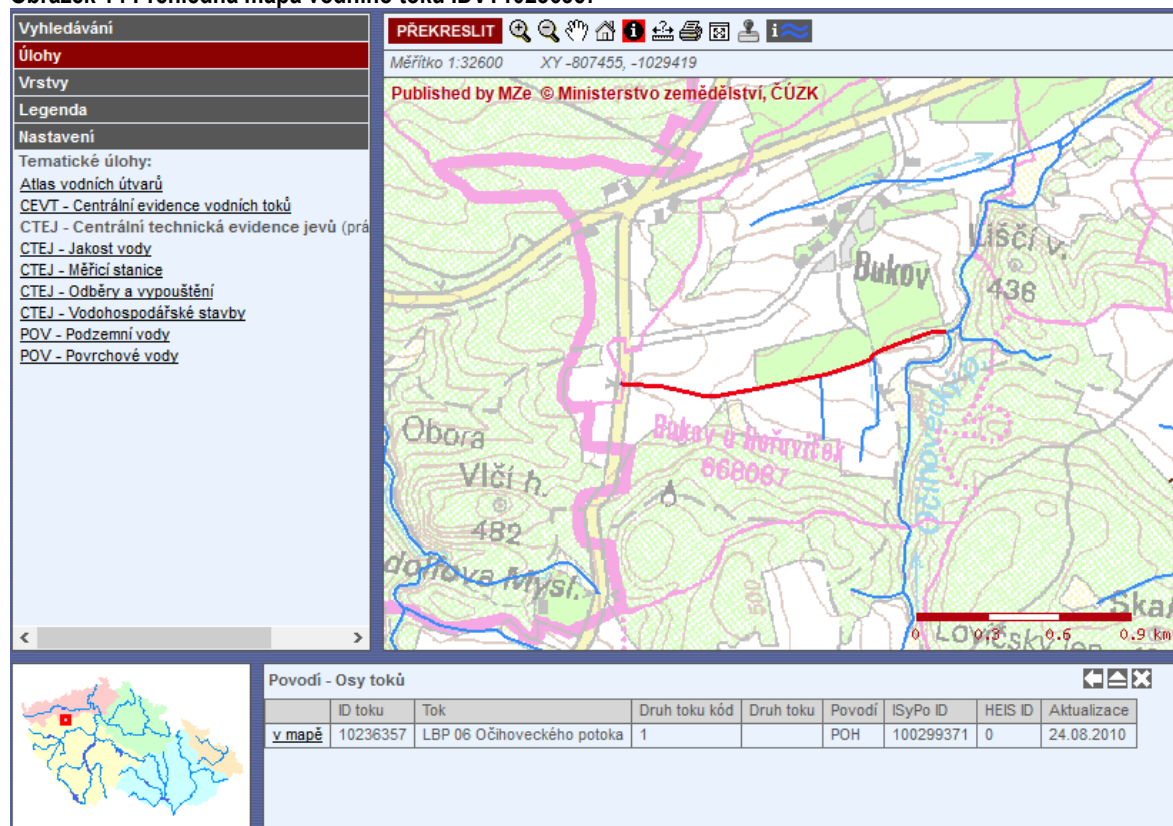 Vyhledávání
Úlohy
Vrstvy
Legenda
Nastavení
Tematické úlohy:
Atlas vodních útvarů
CEVT - Centrální evidence vodních toků
CTEJ - Centrální technická evidence jevů (prá
CTEJ - Jakost vody
CTEJ - Měřicí stanice
CTEJ - Odběry a vypouštění
CTEJ - Vodohospodářské stavby
POV - Podzemní vody
POV - Povrchové vody
PŘEKRESLIT
Měřítko 1:32600 XY -807455, -1029419
Published by MZe © Ministerstvo zemědělství, ČÚZK
Liščí v.
436
Bukov
Obora
Vlčí h.
482
Bukov u Hořoviček
668087
Očihovecký p.
Mysl.
500
Skal
0 0.3 0.6 0.9 km
Povodí - Osy toků
ID toku Tok Druh toku kód Druh toku Povodí ISyPo ID HEIS ID Aktualizace
v mapě 10236357 LBP 06 Očihoveckého potoka 1 POH 100299371 0 24.08.2010